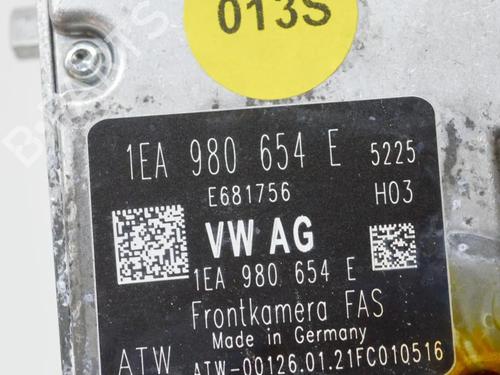 013S
1EA 980 654 E 5225
E681756 H03
VW AG
1EA 980 654 E
Frontkamera FAS
Made in Germany
ATW ATW-00126.01.21FC010516